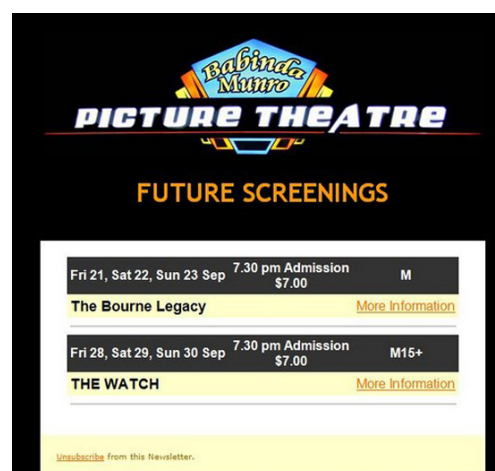 Babinda
Munro
PICTURE THEATRE
FUTURE SCREENINGS
Fri 21, Sat 22, Sun 23 Sep 7.30 pm Admission $7.00 M
The Bourne Legacy More Information
Fri 28, Sat 29, Sun 30 Sep 7.30 pm Admission $7.00 M15+
THE WATCH More Information
Unsubscribe from this Newsletter.